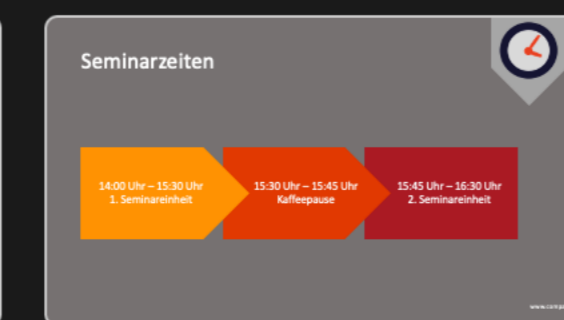 Seminarzeiten
14:00 Uhr – 15:30 Uhr
1. Seminareinheit
15:30 Uhr – 15:45 Uhr
Kaffeepause
15:45 Uhr – 16:30 Uhr
2. Seminareinheit